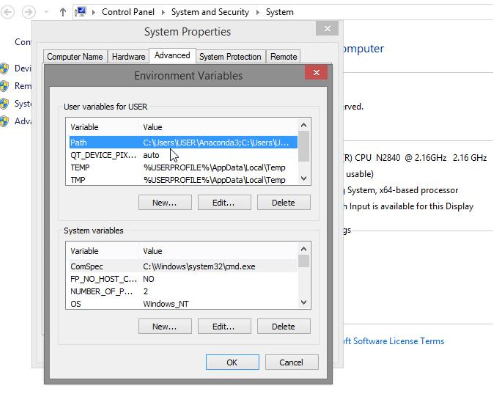 Control Panel ▸ System and Security ▸ System
System Properties
Computer Name Hardware Advanced System Protection Remote
Environment Variables
User variables for USER
Variable Value
Path C:\Users\USER\Anaconda3;C:\Users\U...
QT_DEVICE_PIX... auto
TEMP %USERPROFILE%\AppData\Local\Temp
TMP %USERPROFILE%\AppData\Local\Temp
New... Edit... Delete
System variables
Variable Value
ComSpec C:\Windows\system32\cmd.exe
FP_NO_HOST_C... NO
NUMBER_OF_P... 2
OS Windows_NT
New... Edit... Delete
OK Cancel
Con
Devi
Rem
Syste
Adva
omputer
rved.
R) CPU N2840 @ 2.16GHz 2.16 GHz
usable)
System, x64-based processor
Input is available for this Display
gs
ft Software License Terms